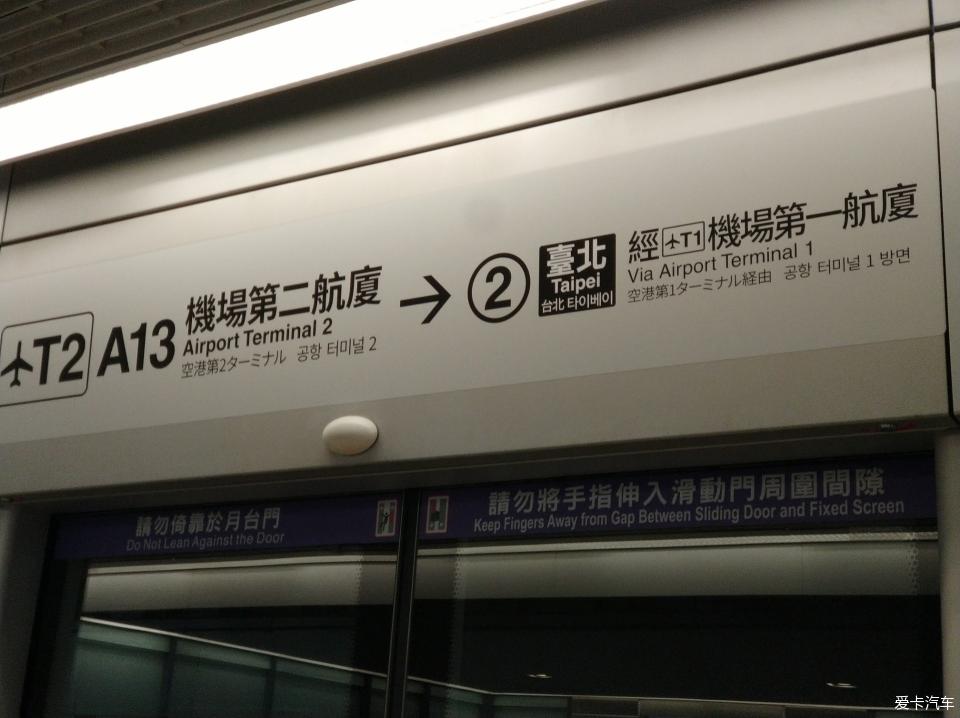 T2 A13 機場第二航廈
Airport Terminal 2
空港第2ターミナル 공항 터미널 2
→ ②
臺北
Taipei
台北 타이베이
經 T1 機場第一航廈
Via Airport Terminal 1
空港第1ターミナル経由 공항 터미널 1 방면
請勿倚靠於月台門
Do Not Lean Against the Door
請勿將手指伸入滑動門周圍間隙
Keep Fingers Away from Gap Between Sliding Door and Fixed Screen
爱卡汽车